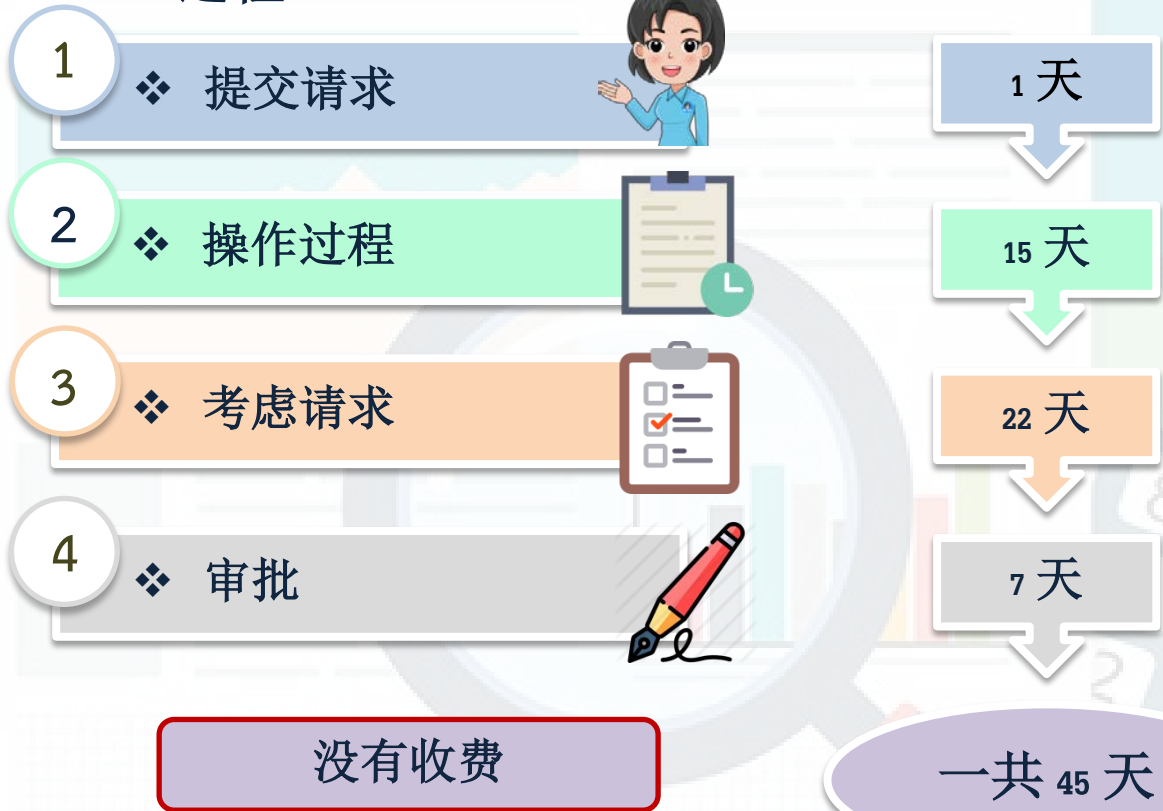 1
❖ 提交请求
1 天
2
❖ 操作过程
15 天
3
❖ 考虑请求
22 天
4
❖ 审批
7 天
没有收费
一共 45 天